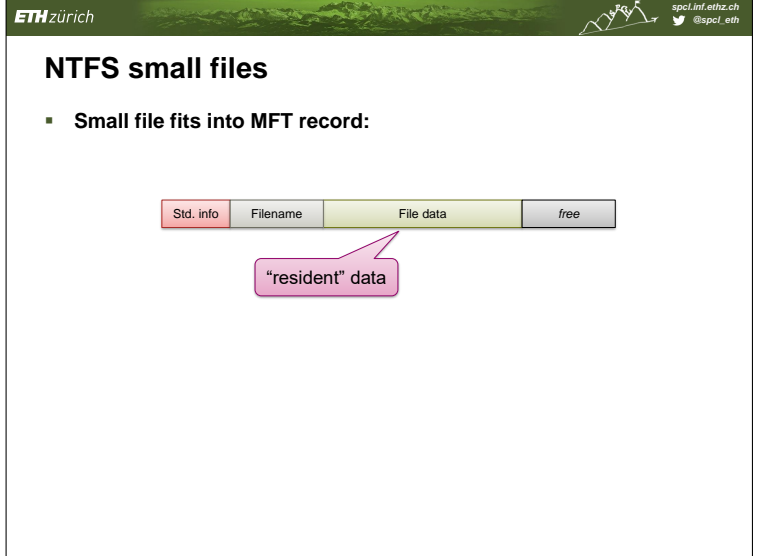 ETH zürich
spcl.inf.ethz.ch
@spcl_eth
NTFS small files
Small file fits into MFT record:
Std. info Filename File data free
“resident” data